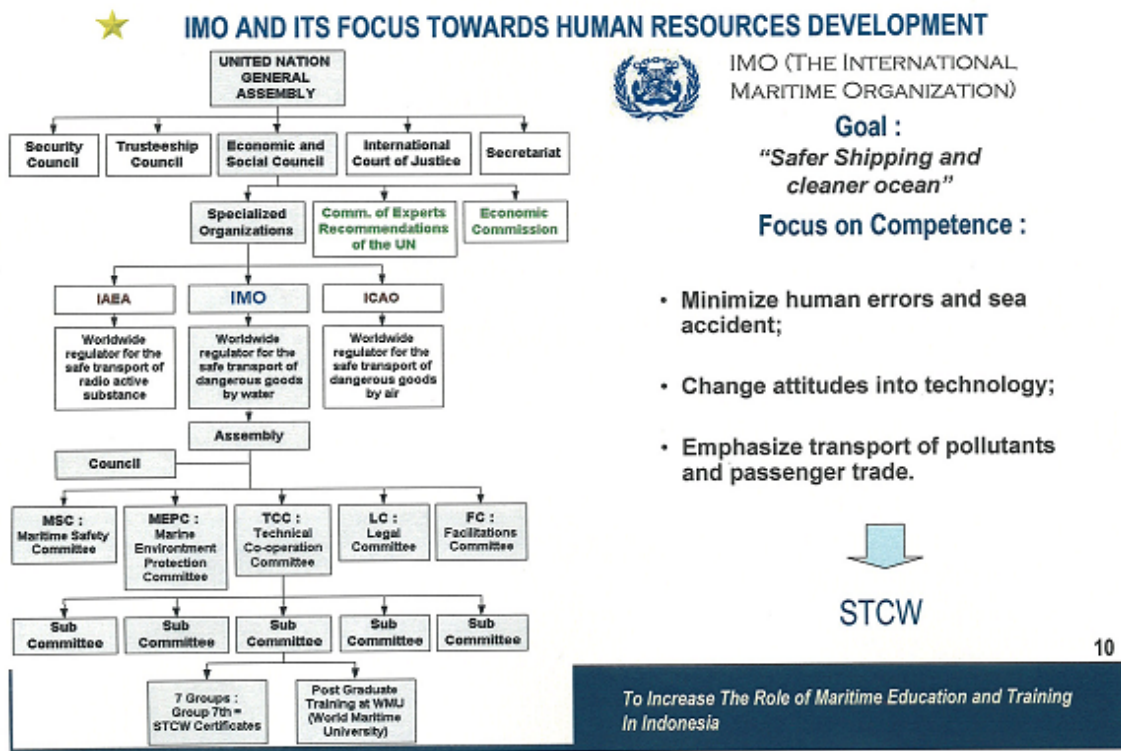 IMO AND ITS FOCUS TOWARDS HUMAN RESOURCES DEVELOPMENT
UNITED NATION
GENERAL
ASSEMBLY
Security
Council
Trusteeship
Council
Economic and
Social Council
International
Court of Justice
Secretariat
Specialized
Organizations
Comm. of Experts
Recommendations
of the UN
Economic
Commission
IAEA
IMO
ICAO
Worldwide
regulator for the
safe transport of
radio active
substance
Worldwide
regulator for the
safe transport of
dangerous goods
by water
Worldwide
regulator for the
safe transport of
dangerous goods
by air
Assembly
Council
MSC :
Maritime Safety
Committee
MEPC :
Marine
Environtment
Protection
Committee
TCC :
Technical
Co-operation
Committee
LC :
Legal
Committee
FC :
Facilitations
Committee
Sub
Committee
Sub
Committee
Sub
Committee
Sub
Committee
Sub
Committee
7 Groups :
Group 7th =
STCW Certificates
Post Graduate
Training at WMU
(World Maritime
University)
IMO (THE INTERNATIONAL
MARITIME ORGANIZATION)
Goal :
“Safer Shipping and
cleaner ocean”
Focus on Competence :
• Minimize human errors and sea
accident;
• Change attitudes into technology;
• Emphasize transport of pollutants
and passenger trade.
STCW
10
To Increase The Role of Maritime Education and Training
In Indonesia